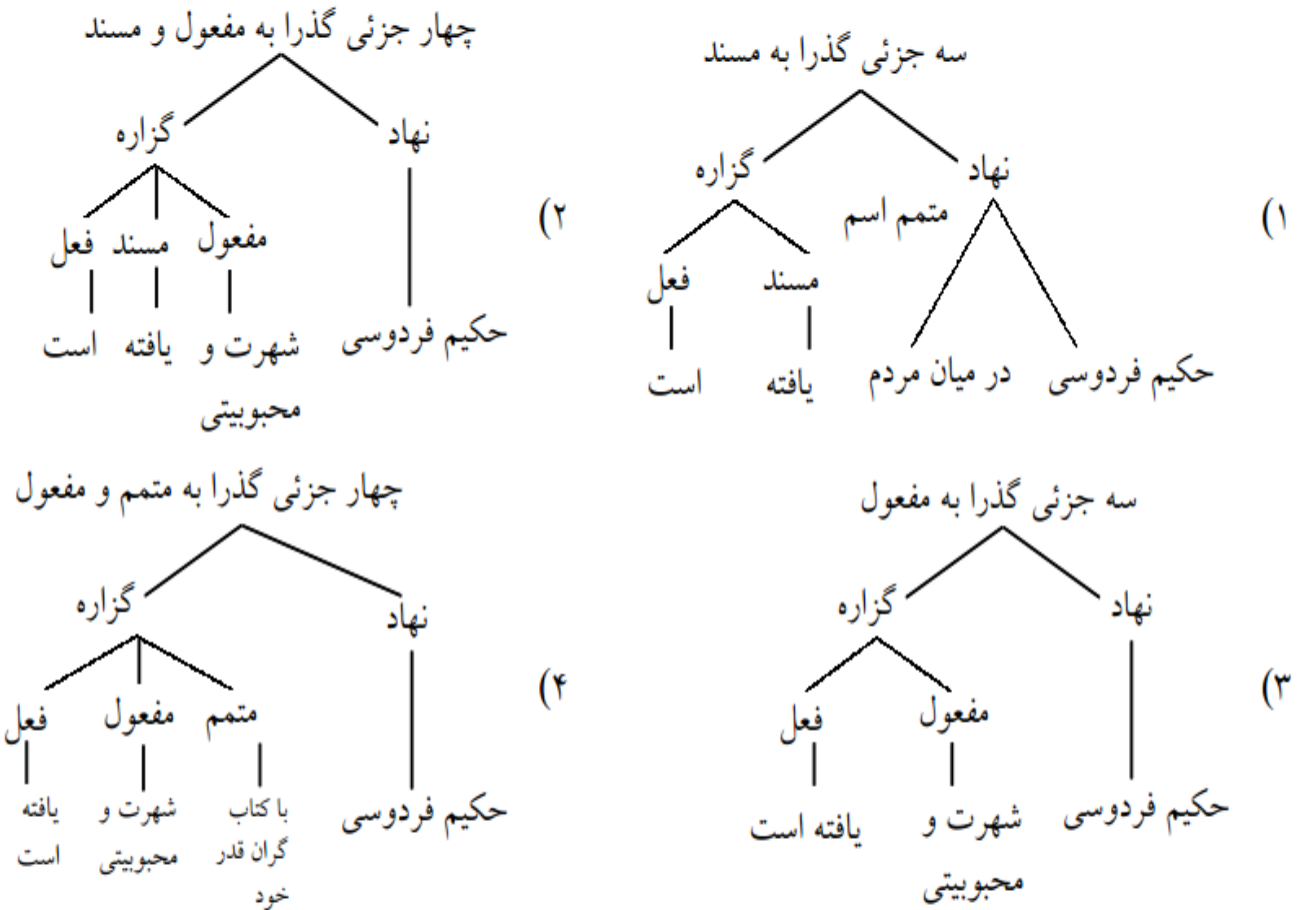 سه جزئی گذرا به مسند
نهاد گزاره
متمم اسم
مسند فعل
حکیم فردوسی در میان مردم یافته است
(۱
چهار جزئی گذرا به مفعول و مسند
نهاد گزاره
مفعول مسند فعل
حکیم فردوسی شهرت و یافته است
محبوبیتی
(۲
سه جزئی گذرا به مفعول
نهاد گزاره
مفعول فعل
حکیم فردوسی شهرت و یافته است
محبوبیتی
(۳
چهار جزئی گذرا به متمم و مفعول
نهاد گزاره
متمم مفعول فعل
حکیم فردوسی با کتاب شهرت و یافته
گران قدر محبوبیتی است
خود
(۴